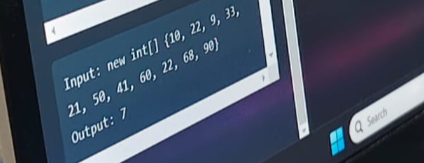 Input: new int[] {10, 22, 9, 33,
21, 50, 41, 60, 22, 68, 90}
Output: 7
Search